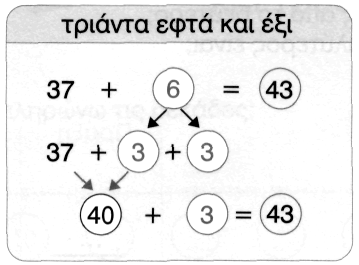 τριάντα εφτά και έξι
37 + 6 = 43
37 + 3 + 3
40 + 3 = 43